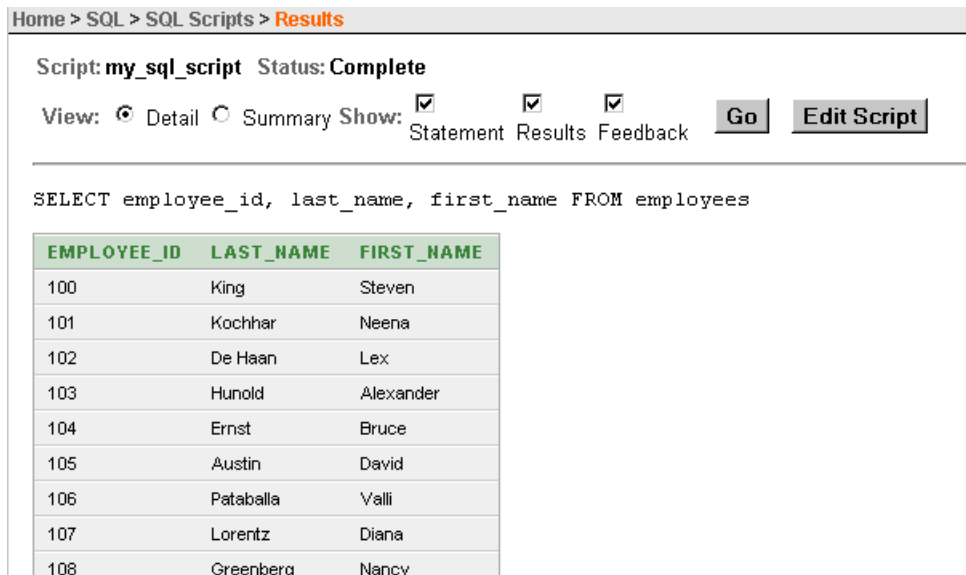 Home > SQL > SQL Scripts > Results
Script: my_sql_script Status: Complete
View: Detail Summary Show: Statement Results Feedback Go Edit Script
SELECT employee_id, last_name, first_name FROM employees
EMPLOYEE_ID LAST_NAME FIRST_NAME
100 King Steven
101 Kochhar Neena
102 De Haan Lex
103 Hunold Alexander
104 Ernst Bruce
105 Austin David
106 Pataballa Valli
107 Lorentz Diana
108 Greenberg Nancy